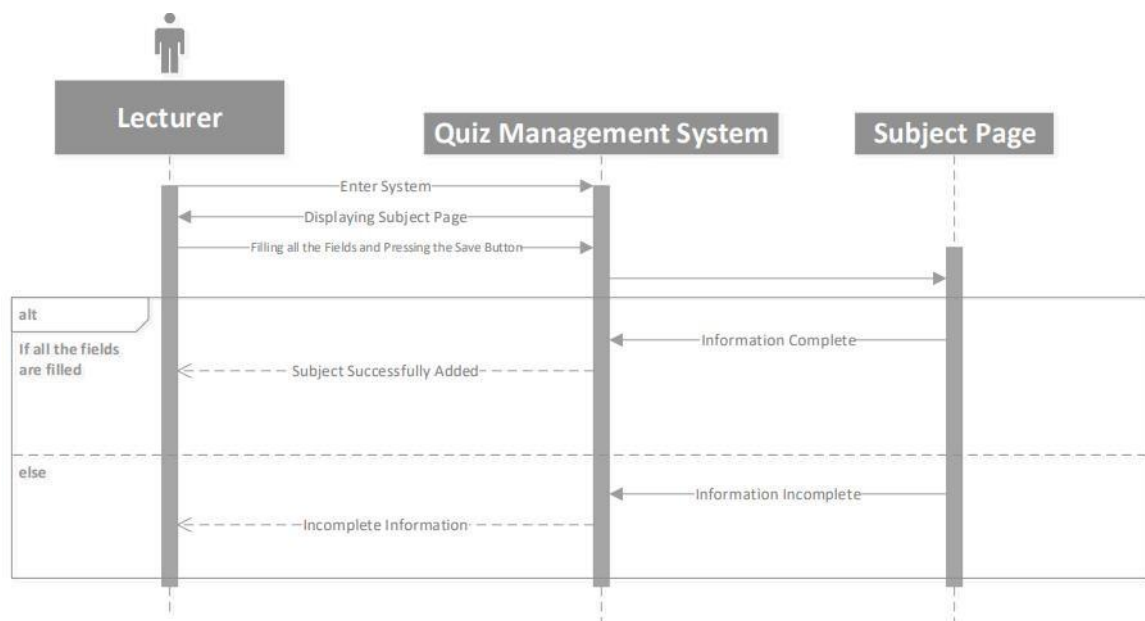 Lecturer
Quiz Management System
Subject Page
Enter System
Displaying Subject Page
Filling all the Fields and Pressing the Save Button
alt
If all the fields
are filled
Information Complete
Subject Successfully Added
else
Information Incomplete
Incomplete Information